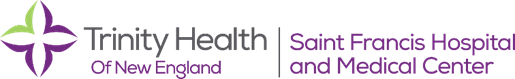 Trinity Health
Of New England
Saint Francis Hospital
and Medical Center